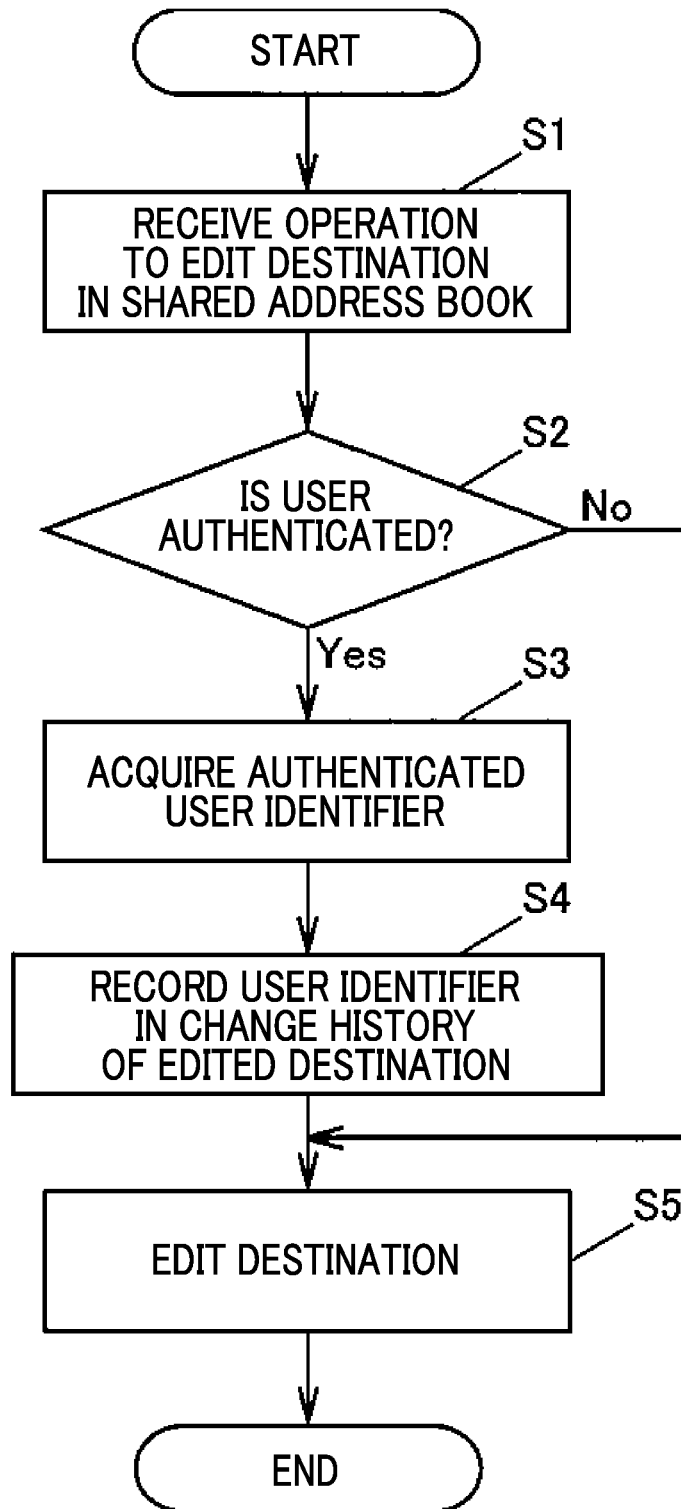 START
S1
RECEIVE OPERATION
TO EDIT DESTINATION
IN SHARED ADDRESS BOOK
S2
IS USER
AUTHENTICATED?
No
Yes
S3
ACQUIRE AUTHENTICATED
USER IDENTIFIER
S4
RECORD USER IDENTIFIER
IN CHANGE HISTORY
OF EDITED DESTINATION
S5
EDIT DESTINATION
END